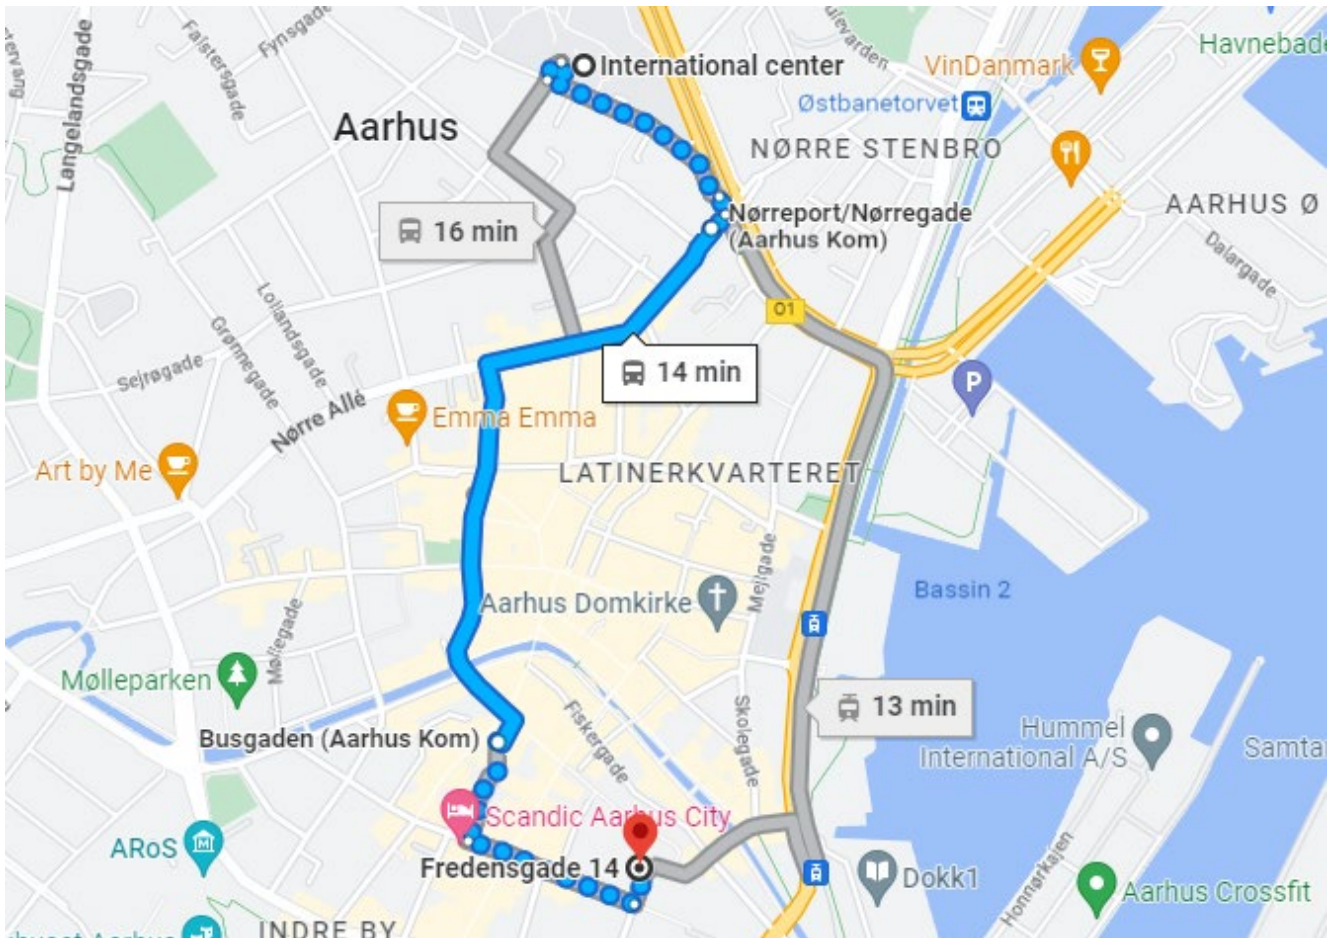 Havnebade
International center
VinDanmark
Fynsgade
Falstersgade
Østbanetorvet
Langelandsgade
Aarhus
NØRRE STENBRO
16 min
Nørreport/Nørregade
(Aarhus Kom)
AARHUS Ø
Dalargade
Lollandsgade
01
Grønnegade
Sejrøgade
14 min
P
Nørre Allé
Emma Emma
Art by Me
LATINERKVARTERET
Mejlgade
Bassin 2
Aarhus Domkirke
Møllegade
Mølleparken
Skolegade
13 min
Fiskergade
Busgaden (Aarhus Kom)
Hummel
International A/S
Samta
Scandic Aarhus City
ARoS
M
Fredensgade 14
Dokk1
Honnørkajen
Aarhus Crossfit
INDRE BY